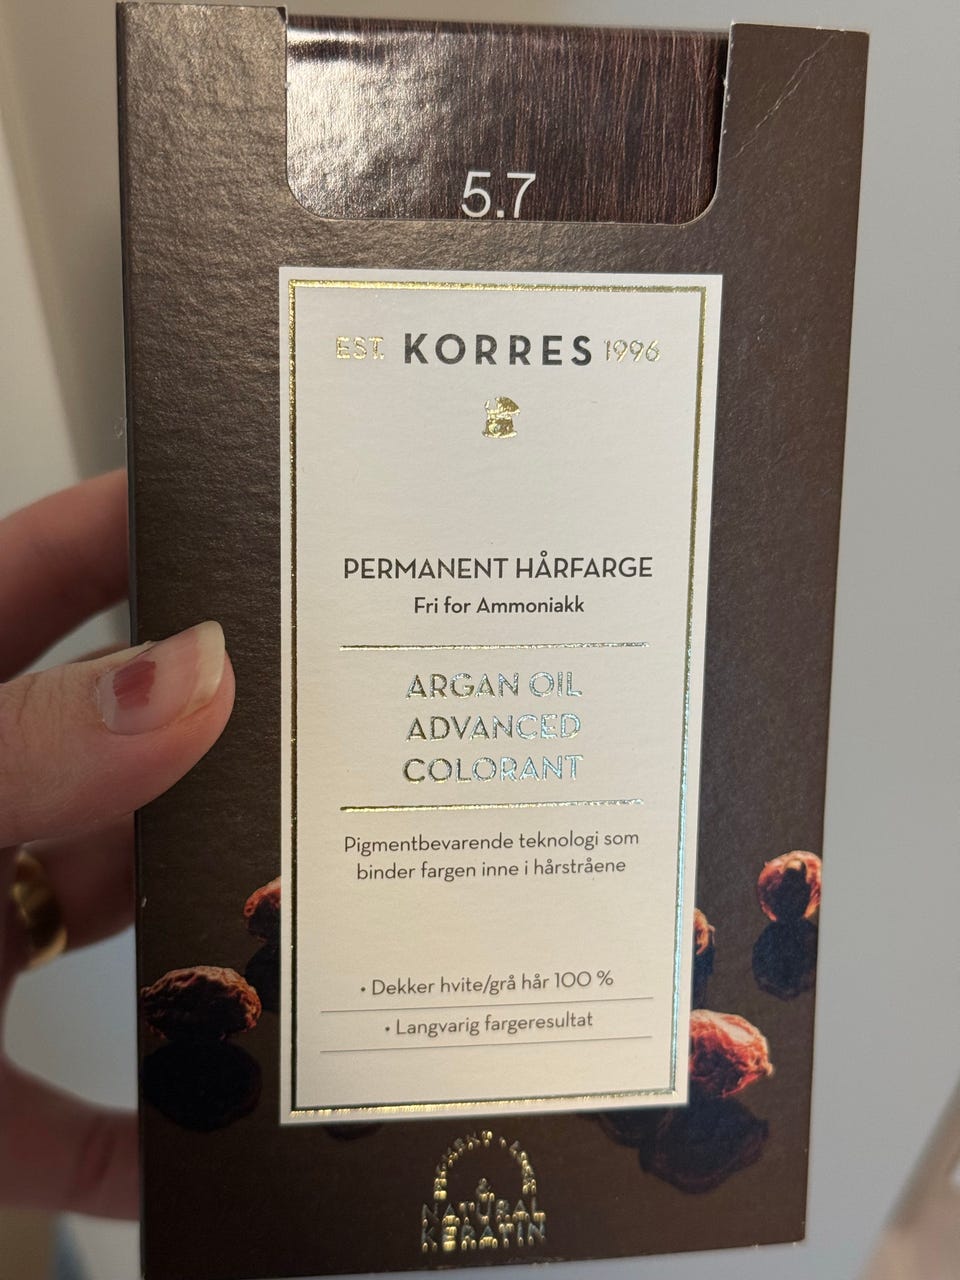 5.7
EST. KORRES 1996
PERMANENT HÅRFARGE
Fri for Ammoniakk
ARGAN OIL
ADVANCED
COLORANT
Pigmentbevarende teknologi som
binder fargen inne i hårstråene
• Dekker hvite/grå hår 100 %
• Langvarig fargeresultat
&
NATURAL
KERATIN